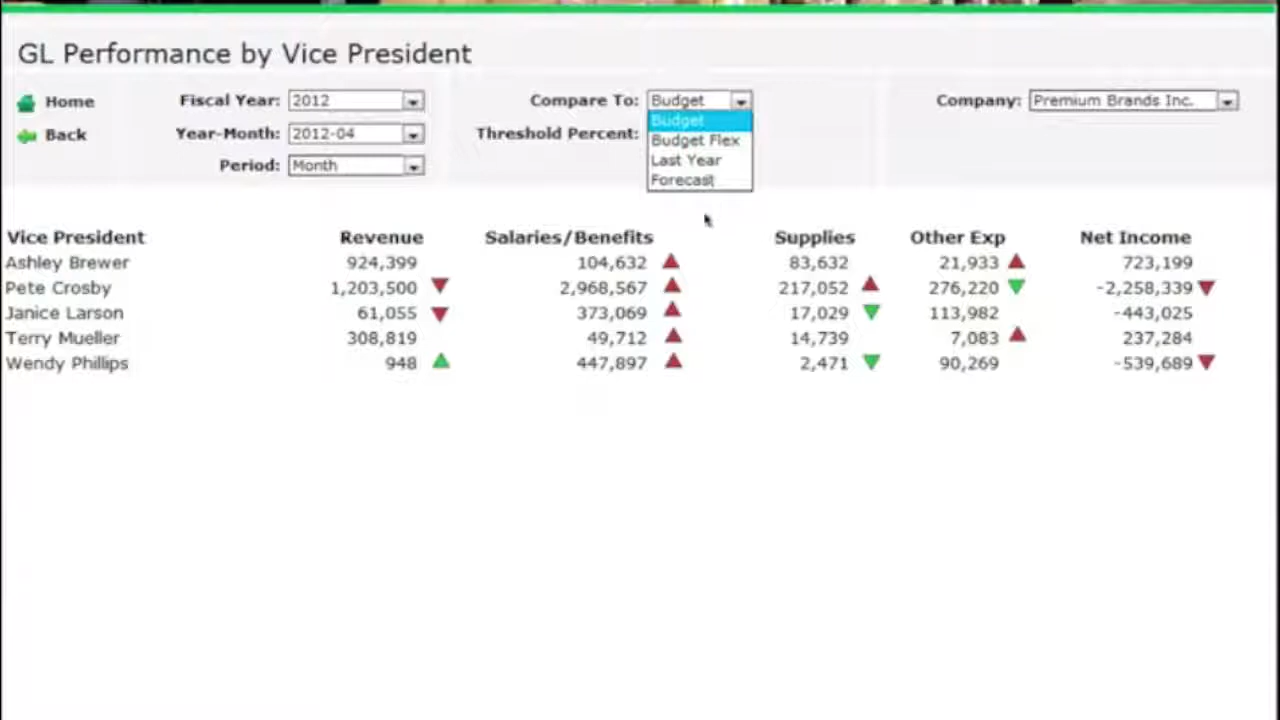 GL Performance by Vice President
Home Fiscal Year: 2012 Compare To: Budget Company: Premium Brands Inc.
Budget
Back Year-Month: 2012-04 Threshold Percent: Budget Flex
Period: Month Last Year
Forecast
Vice President Revenue Salaries/Benefits Supplies Other Exp Net Income
Ashley Brewer 924,399 104,632 83,632 21,933 723,199
Pete Crosby 1,203,500 2,968,567 217,052 276,220 -2,258,339
Janice Larson 61,055 373,069 17,029 113,982 -443,025
Terry Mueller 308,819 49,712 14,739 7,083 237,284
Wendy Phillips 948 447,897 2,471 90,269 -539,689